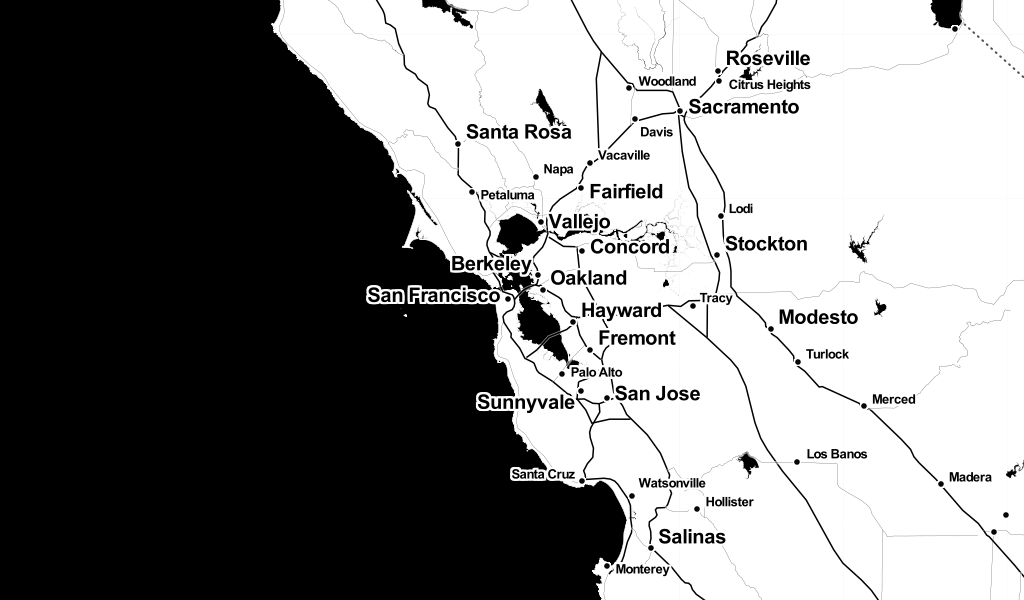 Roseville
Woodland
Citrus Heights
Sacramento
Santa Rosa
Davis
Vacaville
Napa
Fairfield
Petaluma
Lodi
Vallejo
Concord
Stockton
Berkeley
Oakland
San Francisco
Tracy
Hayward
Modesto
Fremont
Turlock
Palo Alto
San Jose
Merced
Sunnyvale
Los Banos
Santa Cruz
Madera
Watsonville
Hollister
Salinas
Monterey